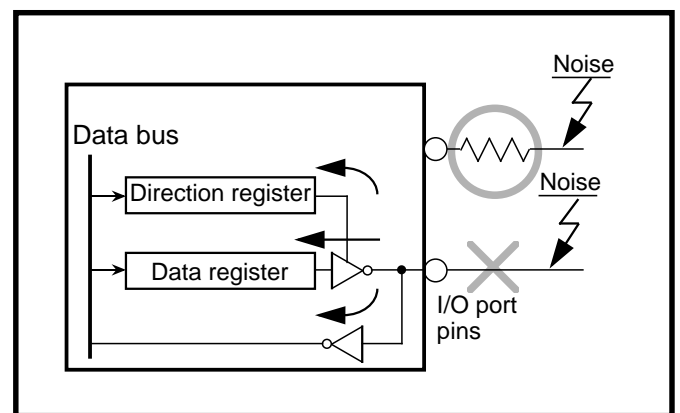 Noise
Data bus
Direction register
Noise
Data register
I/O port
pins